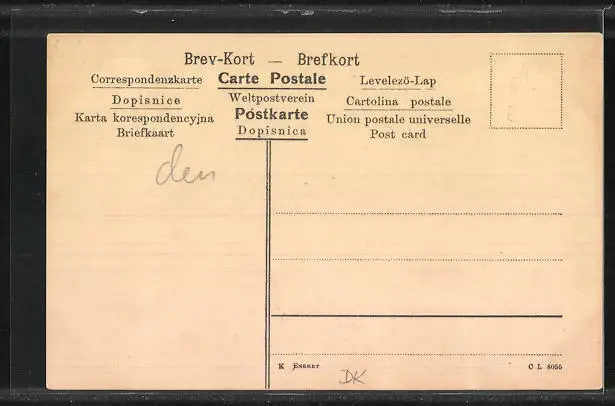 Brev-Kort — Brefkort
Correspondenzkarte Carte Postale Levelezö-Lap
Dopisnice Weltpostverein Cartolina postale
Karta korespondencyjna Postkarte Union postale universelle
Briefkaart Dopisnica Post card
den
K ENERET C L 8055
DK